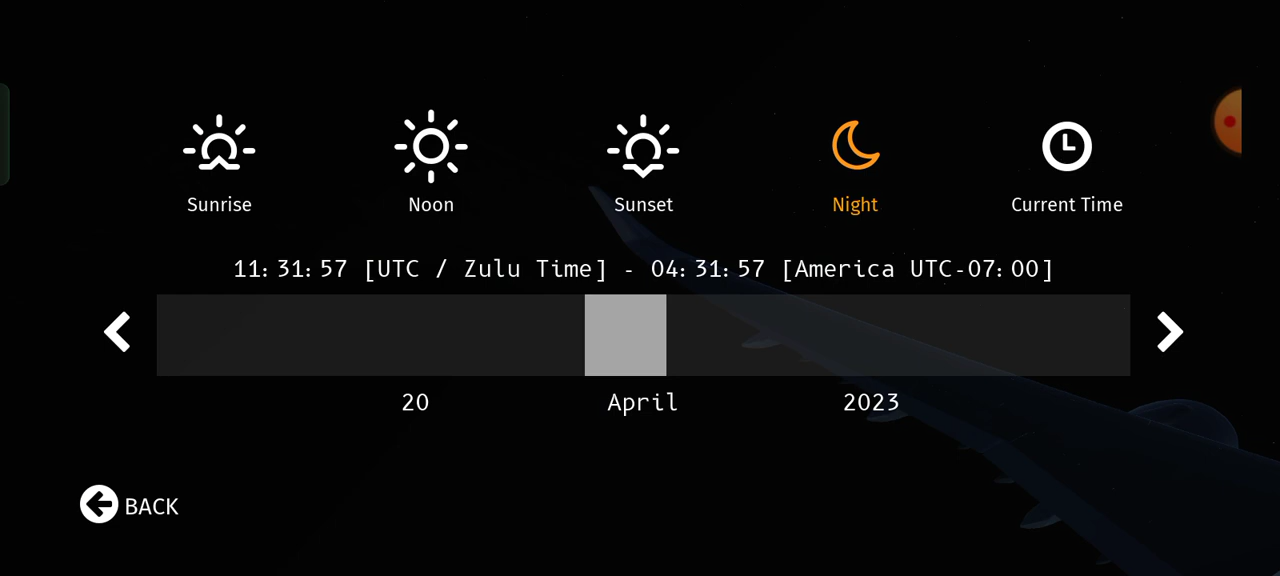 Sunrise Noon Sunset Night Current Time
11:31:57 [UTC / Zulu Time] - 04:31:57 [America UTC-07:00]
20 April 2023
BACK